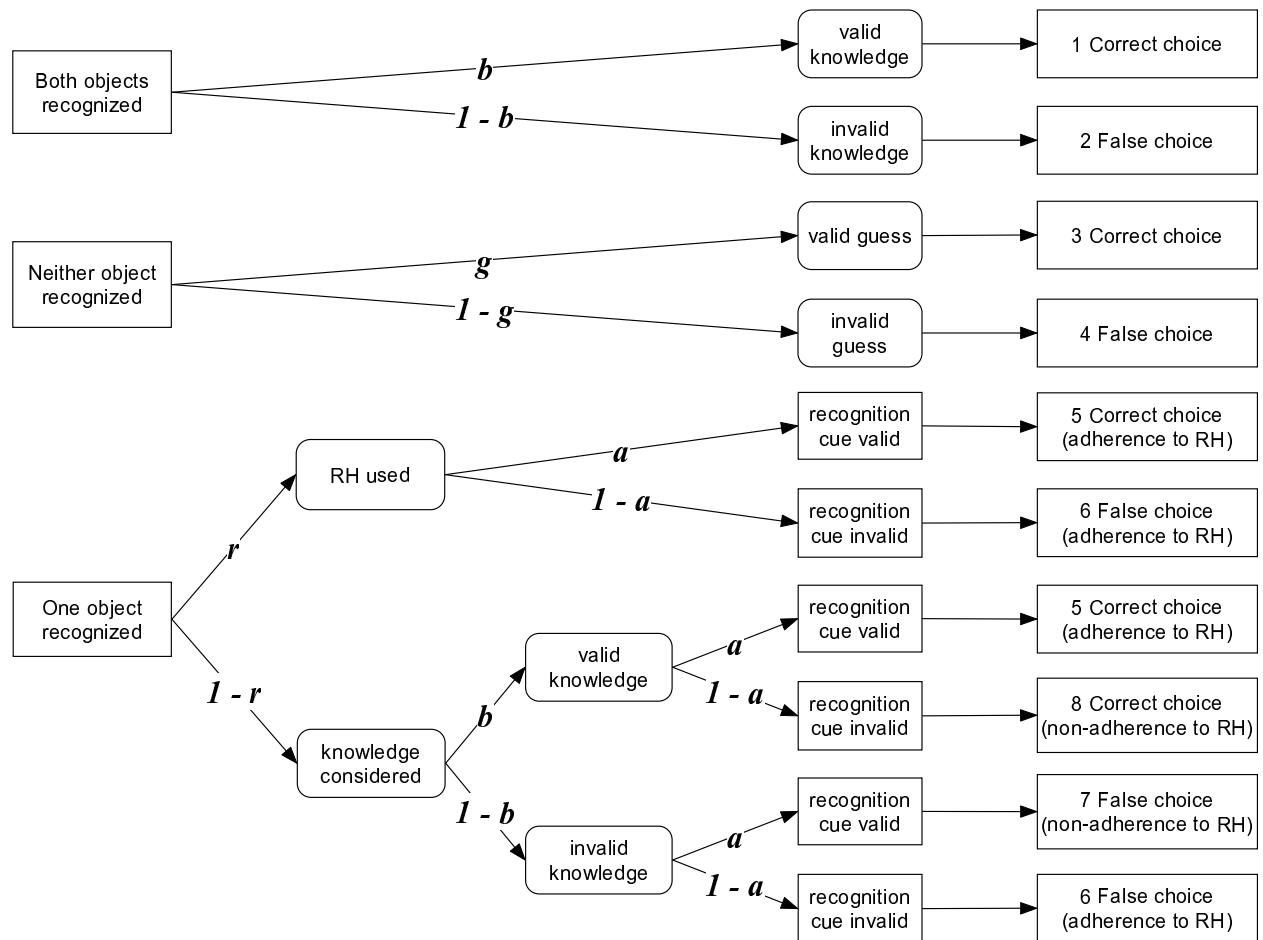 Both objects
recognized
b
1 - b
valid
knowledge
1 Correct choice
invalid
knowledge
2 False choice
Neither object
recognized
g
1 - g
valid guess
3 Correct choice
invalid
guess
4 False choice
One object
recognized
r
1 - r
RH used
a
1 - a
recognition
cue valid
5 Correct choice
(adherence to RH)
recognition
cue invalid
6 False choice
(adherence to RH)
knowledge
considered
b
1 - b
valid
knowledge
a
1 - a
recognition
cue valid
5 Correct choice
(adherence to RH)
recognition
cue invalid
8 Correct choice
(non-adherence to RH)
invalid
knowledge
a
1 - a
recognition
cue valid
7 False choice
(non-adherence to RH)
recognition
cue invalid
6 False choice
(adherence to RH)